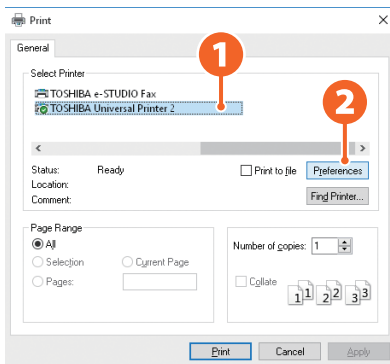 Print
General
Select Printer
TOSHIBA e-STUDIO Fax
TOSHIBA Universal Printer 2
1
2
Status: Ready
Location:
Comment:
Print to file
Preferences
Find Printer...
Page Range
All
Selection
Current Page
Pages:
Number of copies: 1
Collate
1 1 2 2 3 3
Print
Cancel
Apply